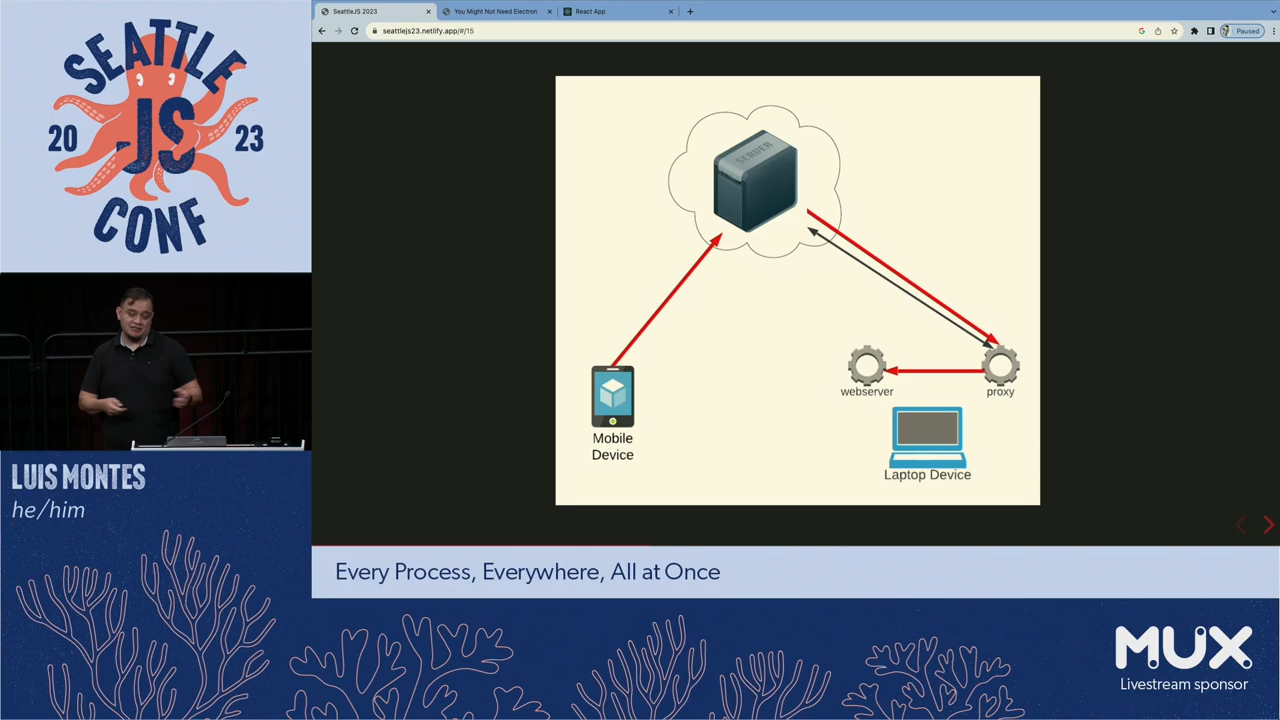 SEATTLE
JS
20 23
CONF
SeattleJS 2023
You Might Not Need Electron
React App
seattlejs23.netlify.app/#/15
Paused
SERVER
webserver
proxy
Mobile
Device
Laptop Device
LUIS MONTES
he/him
Every Process, Everywhere, All at Once
MUX
Livestream sponsor